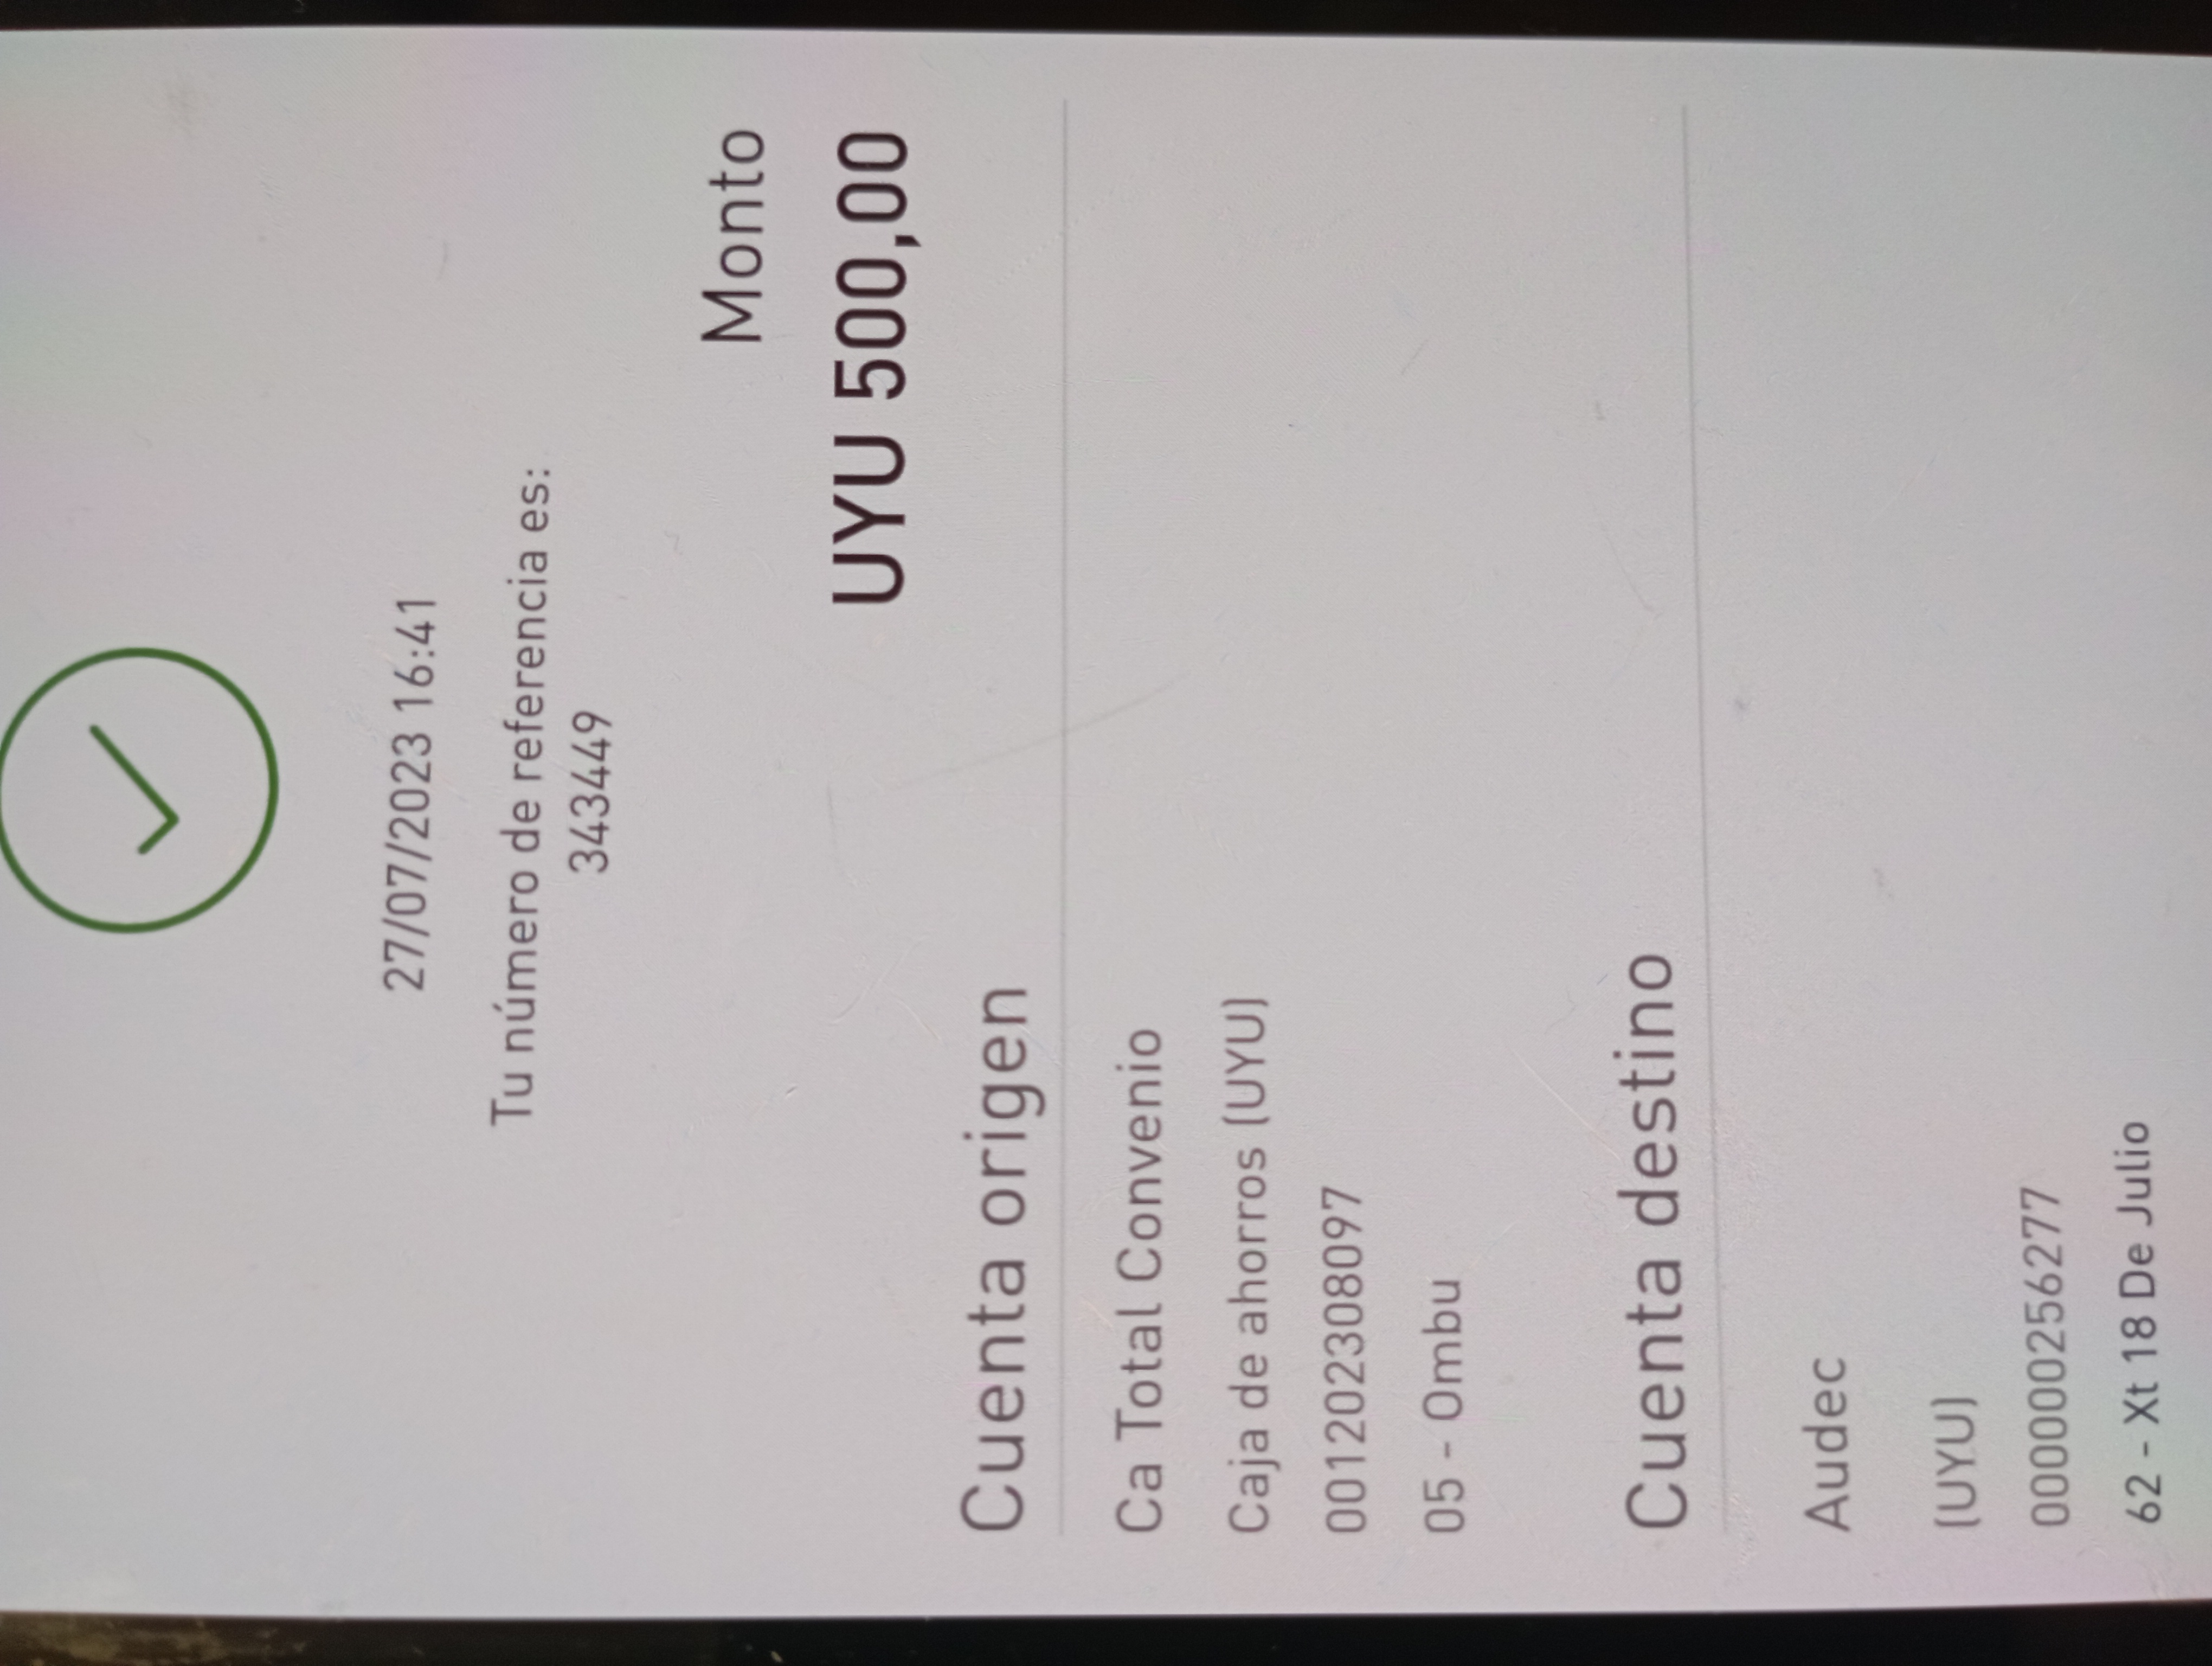 27/07/2023 16:41
Tu número de referencia es:
343449
Monto
UYU 500,00
Cuenta origen
Ca Total Convenio
Caja de ahorros (UYU)
001202308097
05 - Ombu
Cuenta destino
Audec
(UYU)
000000256277
62 - Xt 18 De Julio